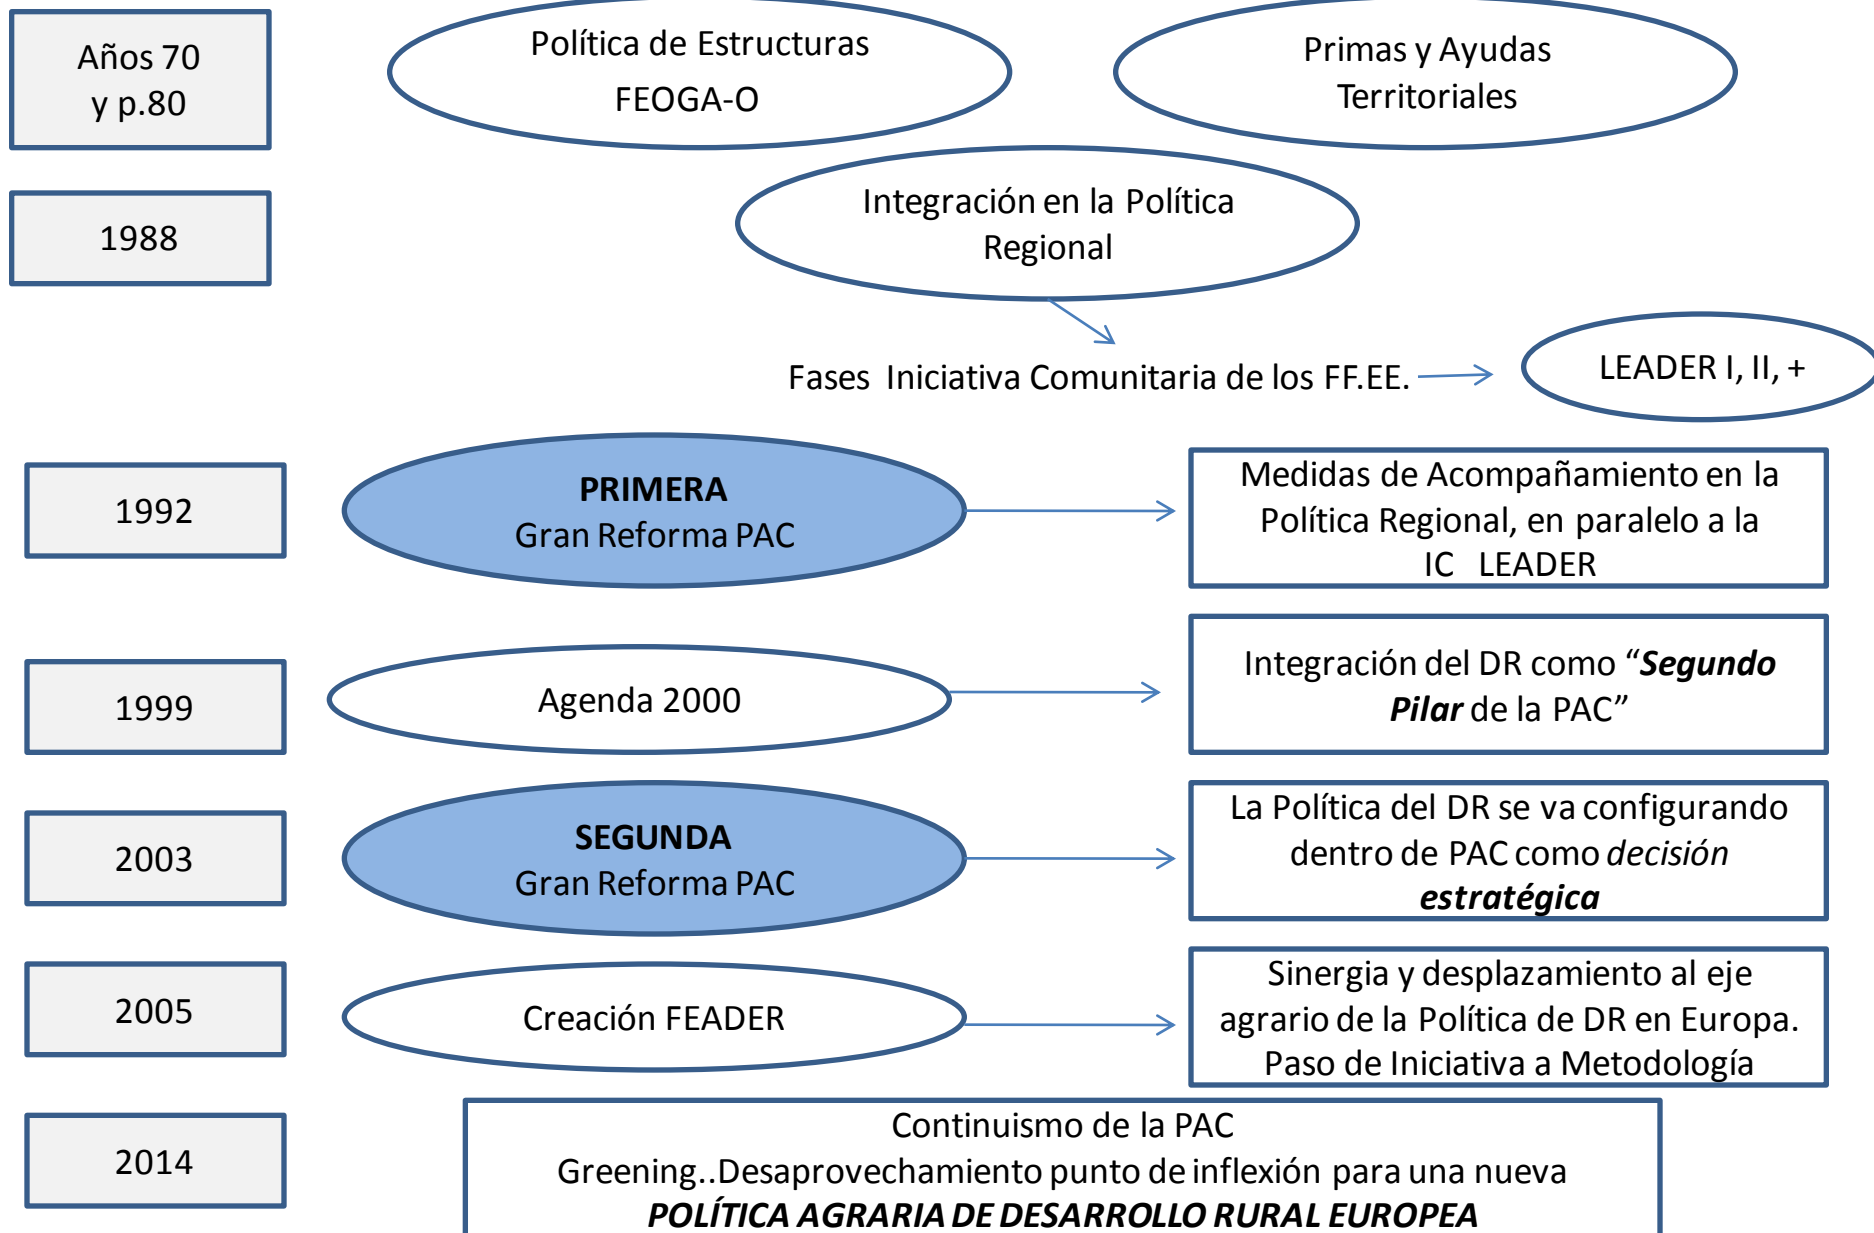 Años 70
y p.80
Política de Estructuras
FEOGA-O
Primas y Ayudas
Territoriales
1988
Integración en la Política
Regional
Fases Iniciativa Comunitaria de los FF.EE.
LEADER I, II, +
1992
PRIMERA
Gran Reforma PAC
Medidas de Acompañamiento en la
Política Regional, en paralelo a la
IC LEADER
1999
Agenda 2000
Integración del DR como “Segundo
Pilar de la PAC”
2003
SEGUNDA
Gran Reforma PAC
La Política del DR se va configurando
dentro de PAC como decisión
estratégica
2005
Creación FEADER
Sinergia y desplazamiento al eje
agrario de la Política de DR en Europa.
Paso de Iniciativa a Metodología
2014
Continuismo de la PAC
Greening..Desaprovechamiento punto de inflexión para una nueva
POLÍTICA AGRARIA DE DESARROLLO RURAL EUROPEA